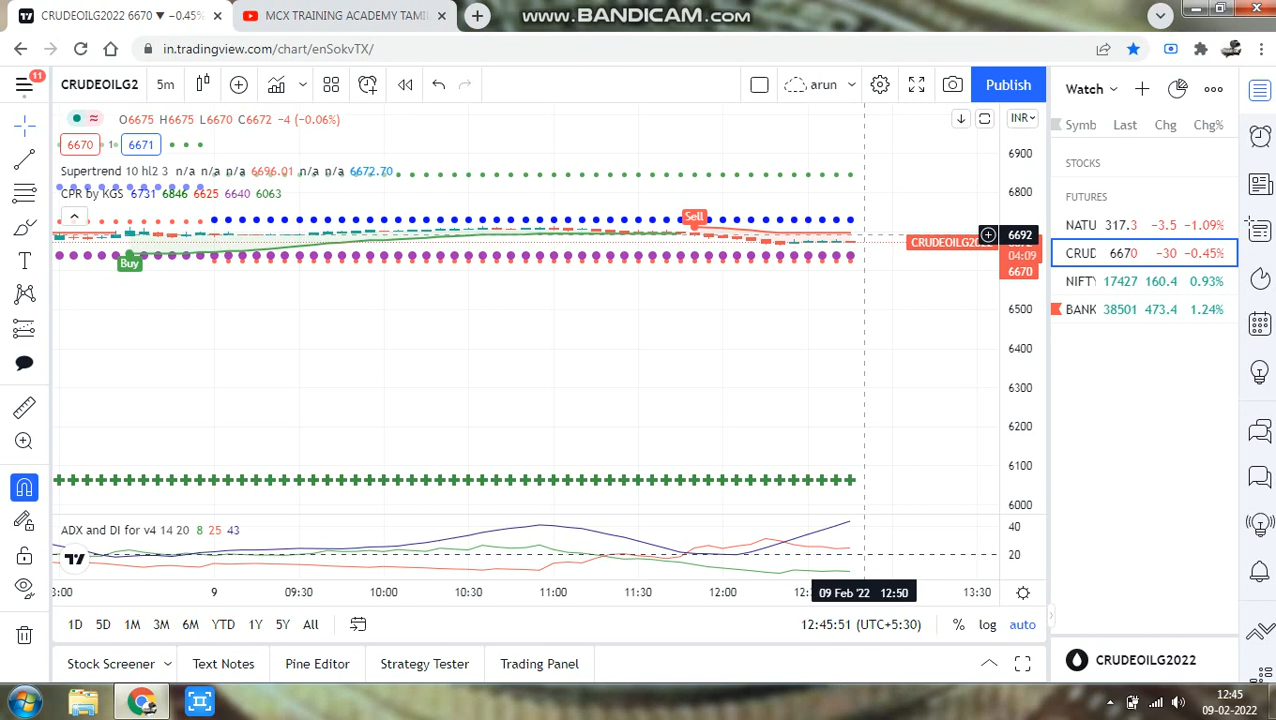 CRUDEOILG2022 6670 ▼ −0.45%
MCX TRAINING ACADEMY TAMIL
www.BANDICAM.com
in.tradingview.com/chart/enSokvTX/
11
CRUDEOILG2
5m
arun
Publish
Watch
O6675 H6675 L6670 C6672 −4 (−0.06%)
INR
Symb Last Chg Chg%
6670 1 6671
STOCKS
Supertrend 10 hl2 3 n/a n/a n/a 6696.01 n/a n/a 6672.70
CPR by KGS 6731 6846 6625 6640 6063
FUTURES
NATU 317.3 −3.5 −1.09%
CRUD 6670 −30 −0.45%
NIFTY 17427 160.4 0.93%
BANK 38501 473.4 1.24%
Sell
Buy
6900
6800
6692
CRUDEOILG2022
04:09
6670
6500
6400
6300
6200
6100
6000
ADX and DI for v4 14 20 8 25 43
40
20
9 09:30 10:00 10:30 11:00 11:30 12:00 09 Feb '22 12:50 13:30
1D 5D 1M 3M 6M YTD 1Y 5Y All
12:45:51 (UTC+5:30)
% log auto
Stock Screener Text Notes Pine Editor Strategy Tester Trading Panel
CRUDEOILG2022
12:45
09-02-2022